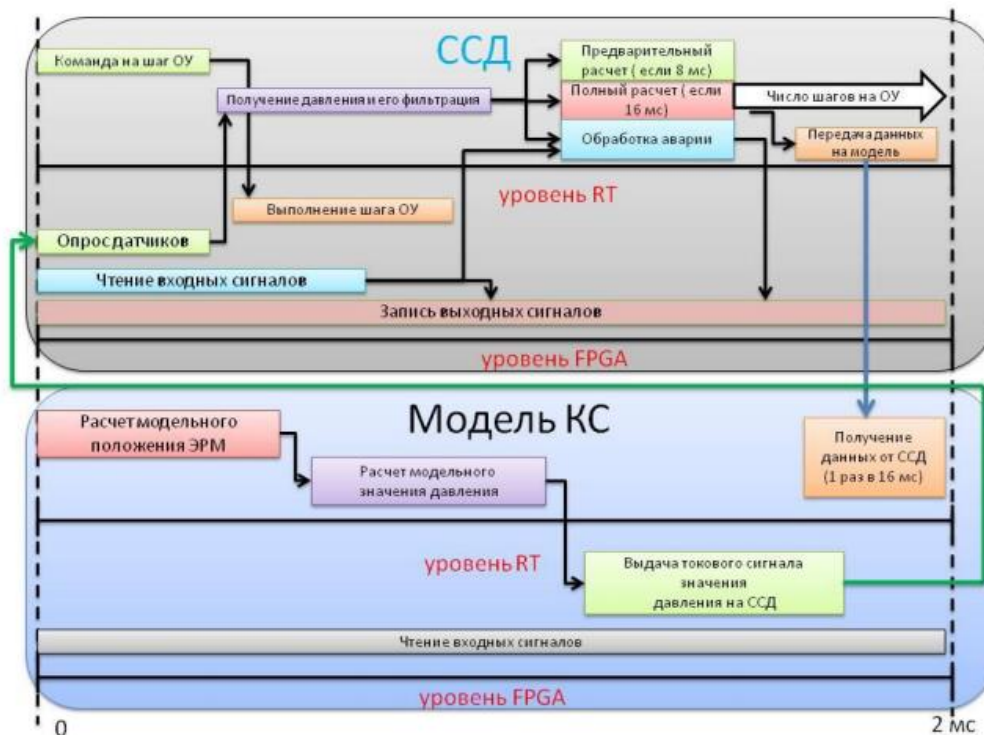 ССД
Команда на шаг ОУ
Предварительный
расчет ( если 8 мс)
Получение давления и его фильтрация
Полный расчет ( если
16 мс)
Число шагов на ОУ
Обработка аварии
Передача данных
на модель
уровень RT
Выполнение шага ОУ
Опрос датчиков
Чтение входных сигналов
Запись выходных сигналов
уровень FPGA
Модель КС
Расчет модельного
положения ЭРМ
Расчет модельного
значения давления
Получение
данных от ССД
(1 раз в 16 мс)
уровень RT
Выдача токового сигнала
значения
давления на ССД
Чтение входных сигналов
уровень FPGA
0
2 мс